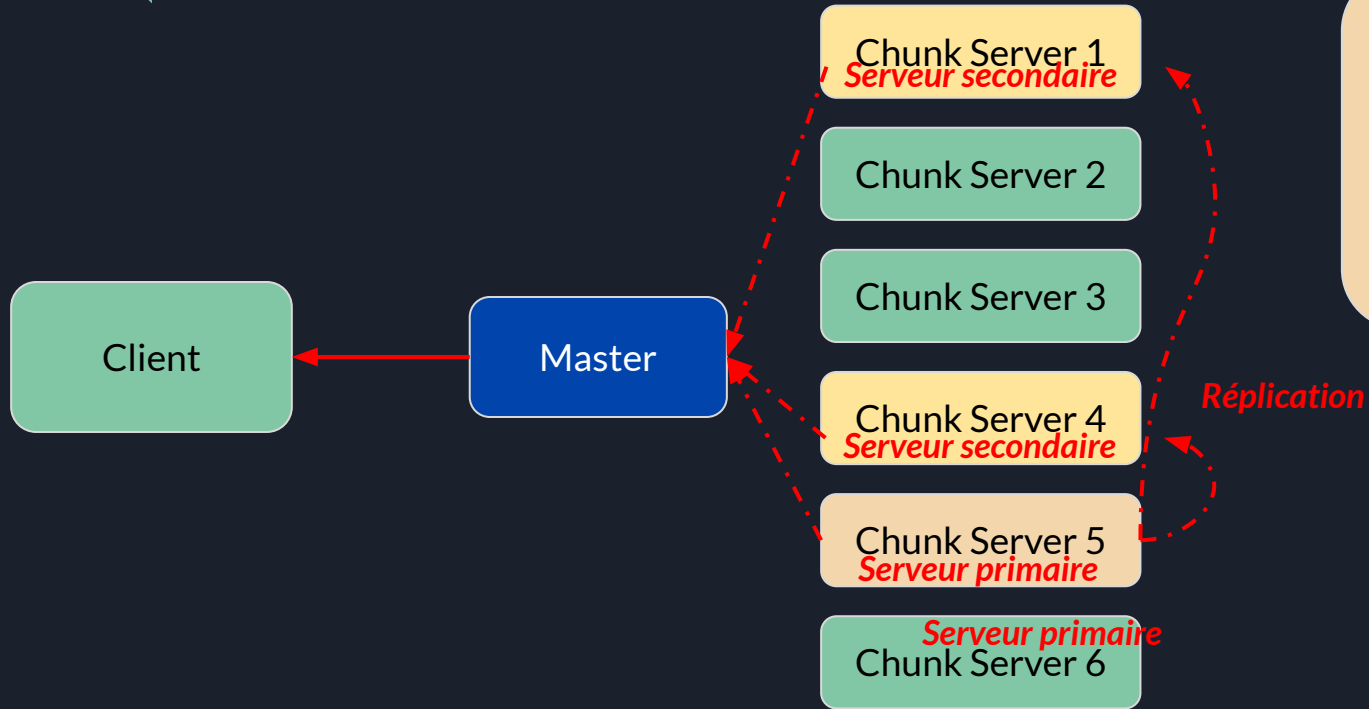 Chunk Server 1
Serveur secondaire
Chunk Server 2
Chunk Server 3
Client
Master
Réplication
Chunk Server 4
Serveur secondaire
Chunk Server 5
Serveur primaire
Serveur primaire
Chunk Server 6